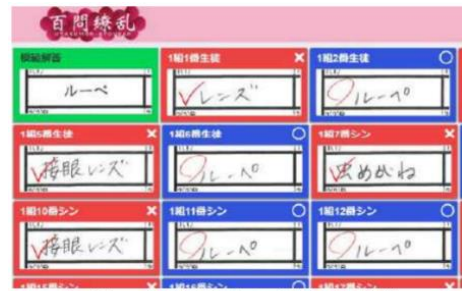 百問繚乱
模範解答 1組1番生徒 × 1組2番生徒 ○
ルーペ レンズ ルーペ
1組5番生徒 × 1組6番生徒 ○ 1組7番シン ×
接眼レンズ ルーペ 虫めがね
1組10番シン × 1組11番シン ○ 1組12番シン ○
接眼レンズ ルーペ ルーペ